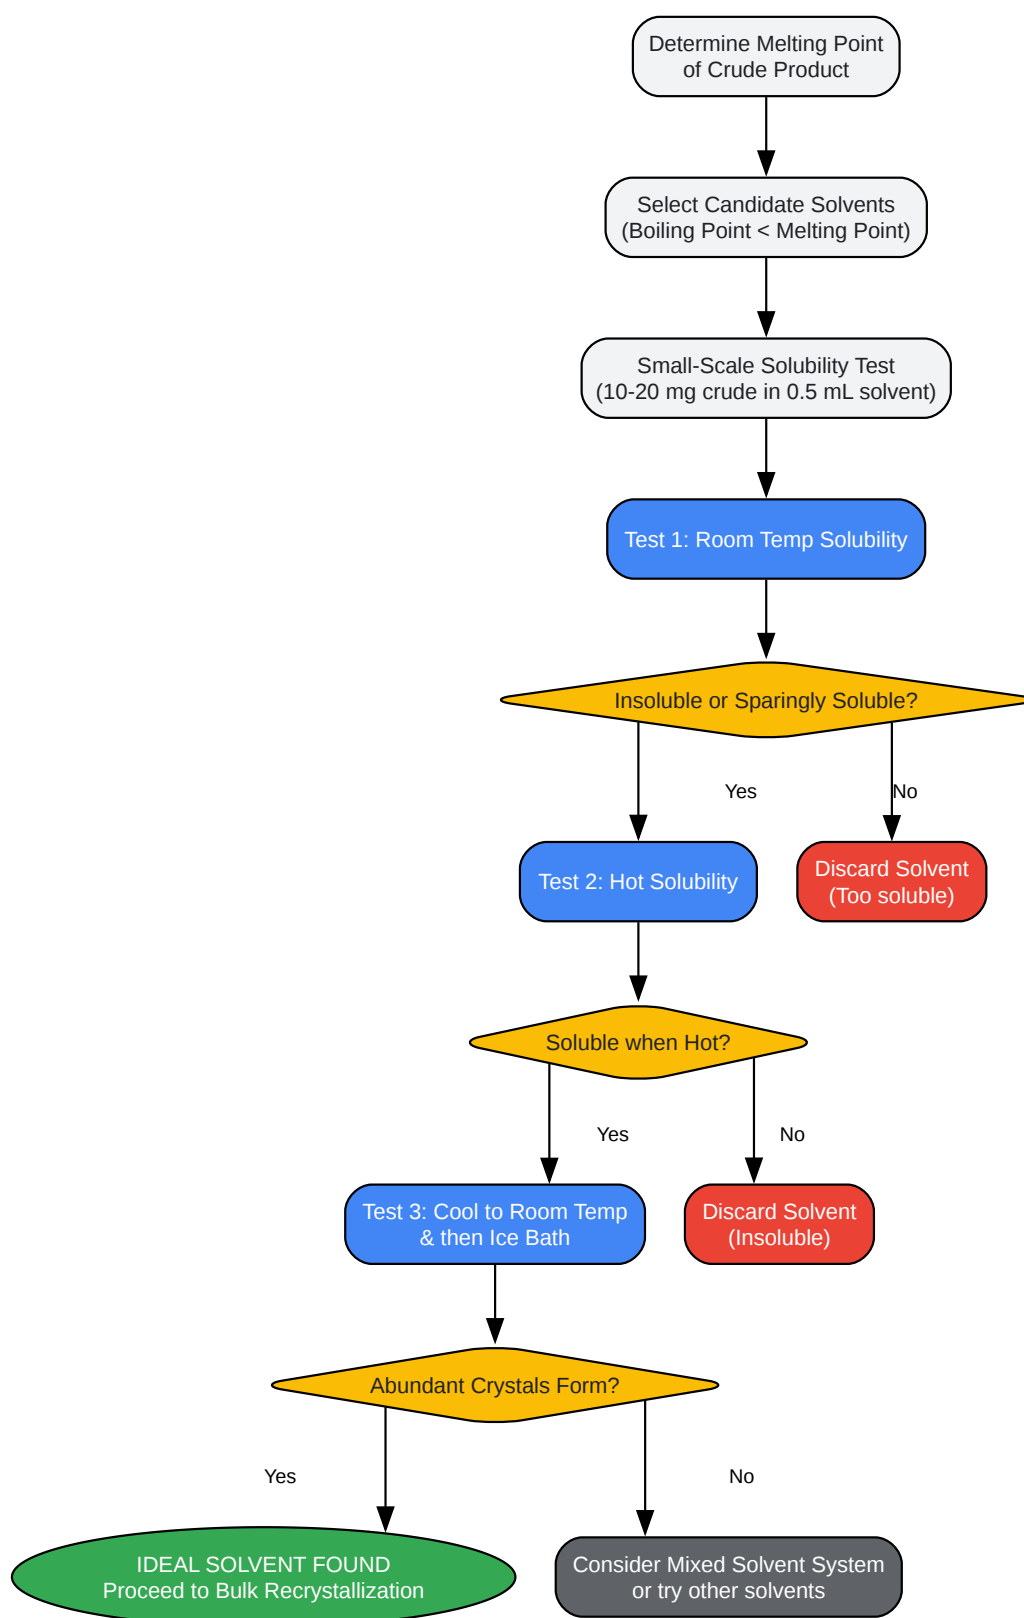 Determine Melting Point
of Crude Product
Select Candidate Solvents
(Boiling Point < Melting Point)
Small-Scale Solubility Test
(10-20 mg crude in 0.5 mL solvent)
Test 1: Room Temp Solubility
Insoluble or Sparingly Soluble?
Yes
No
Test 2: Hot Solubility
Discard Solvent
(Too soluble)
Soluble when Hot?
Yes
No
Test 3: Cool to Room Temp
& then Ice Bath
Discard Solvent
(Insoluble)
Abundant Crystals Form?
Yes
No
IDEAL SOLVENT FOUND
Proceed to Bulk Recrystallization
Consider Mixed Solvent System
or try other solvents